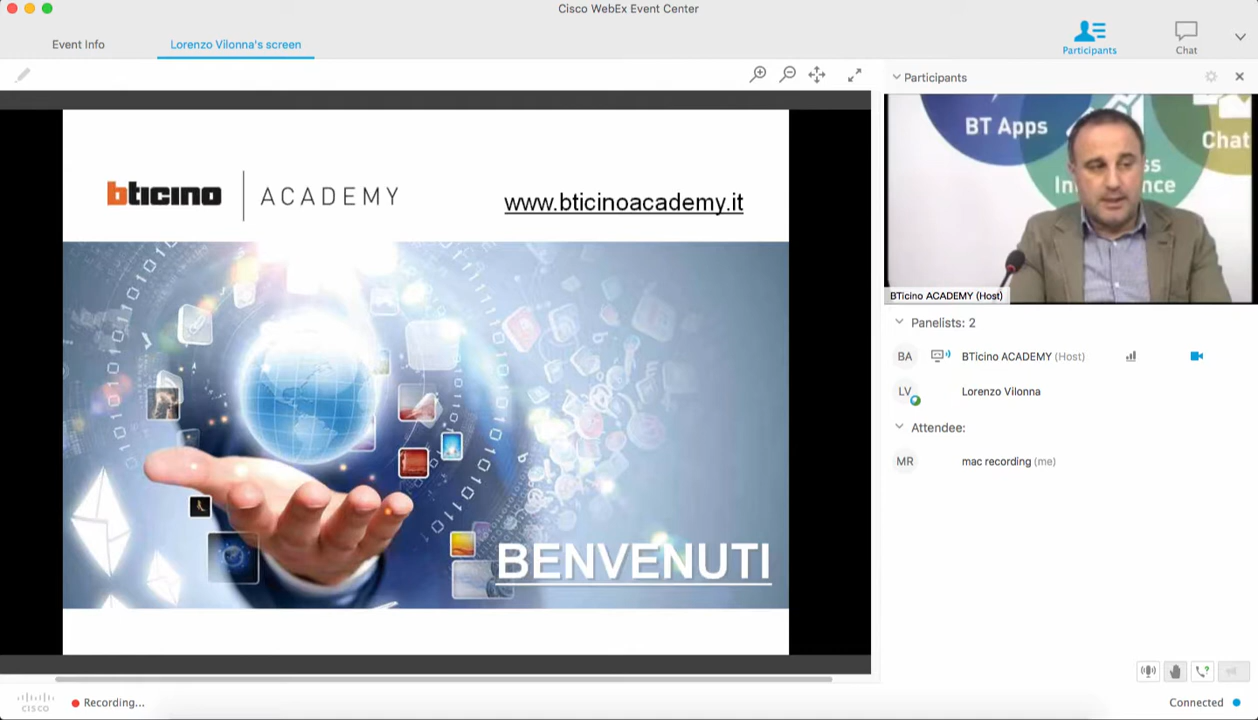 Cisco WebEx Event Center
Event Info
Lorenzo Vilonna's screen
Participants
Chat
Participants
bticino
ACADEMY
www.bticinoacademy.it
BENVENUTI
BT Apps
Chat
BTicino ACADEMY (Host)
Panelists: 2
BA
BTicino ACADEMY (Host)
LV
Lorenzo Vilonna
Attendee:
MR
mac recording (me)
CISCO
Recording...
Connected